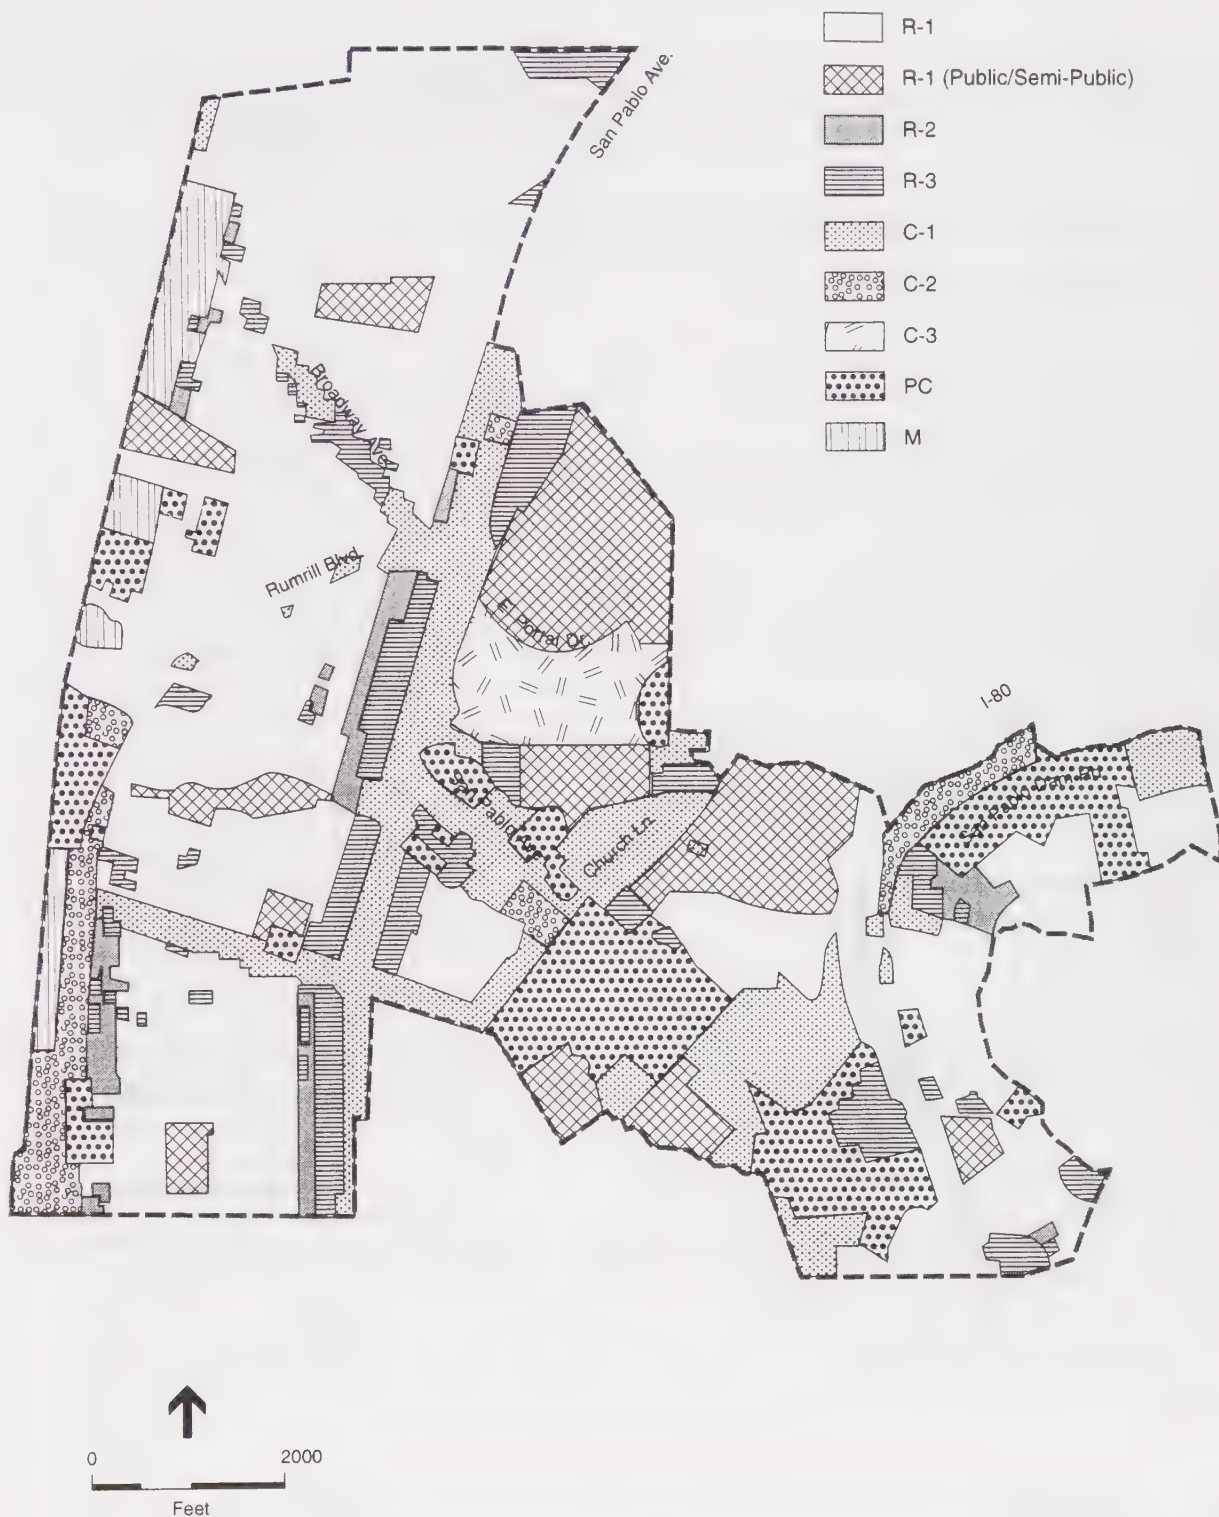 R-1
R-1 (Public/Semi-Public)
R-2
R-3
C-1
C-2
C-3
PC
M
San Pablo Ave.
Broadway Ave.
Rumrill Blvd
El Portal Dr.
I-80
San Pablo Dam Rd
San Pablo Ave
Church Ln.
0
2000
Feet